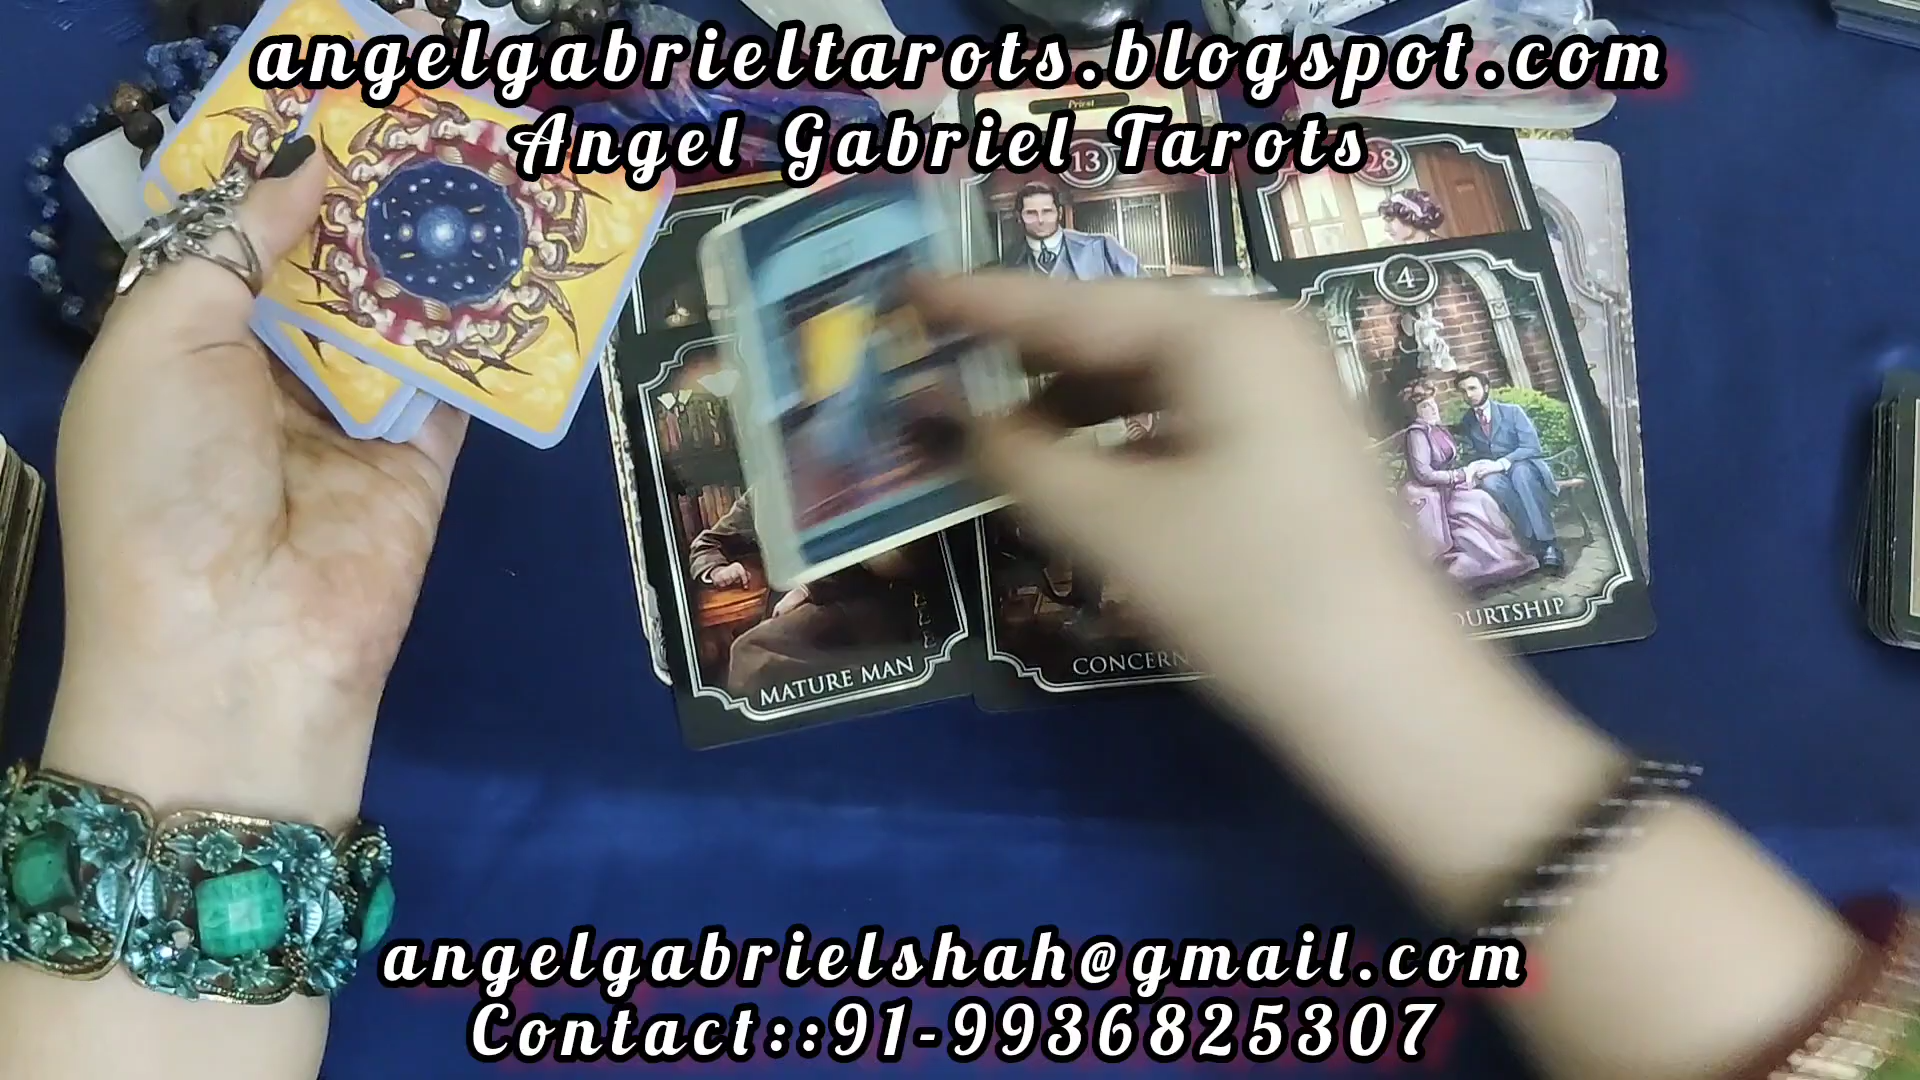 angelgabrieltarots.blogspot.com
Angel Gabriel Tarots
Priest
13
28
4
MATURE MAN
CONCERN
OURTSHIP
angelgabrielshah@gmail.com
Contact::91-9936825307